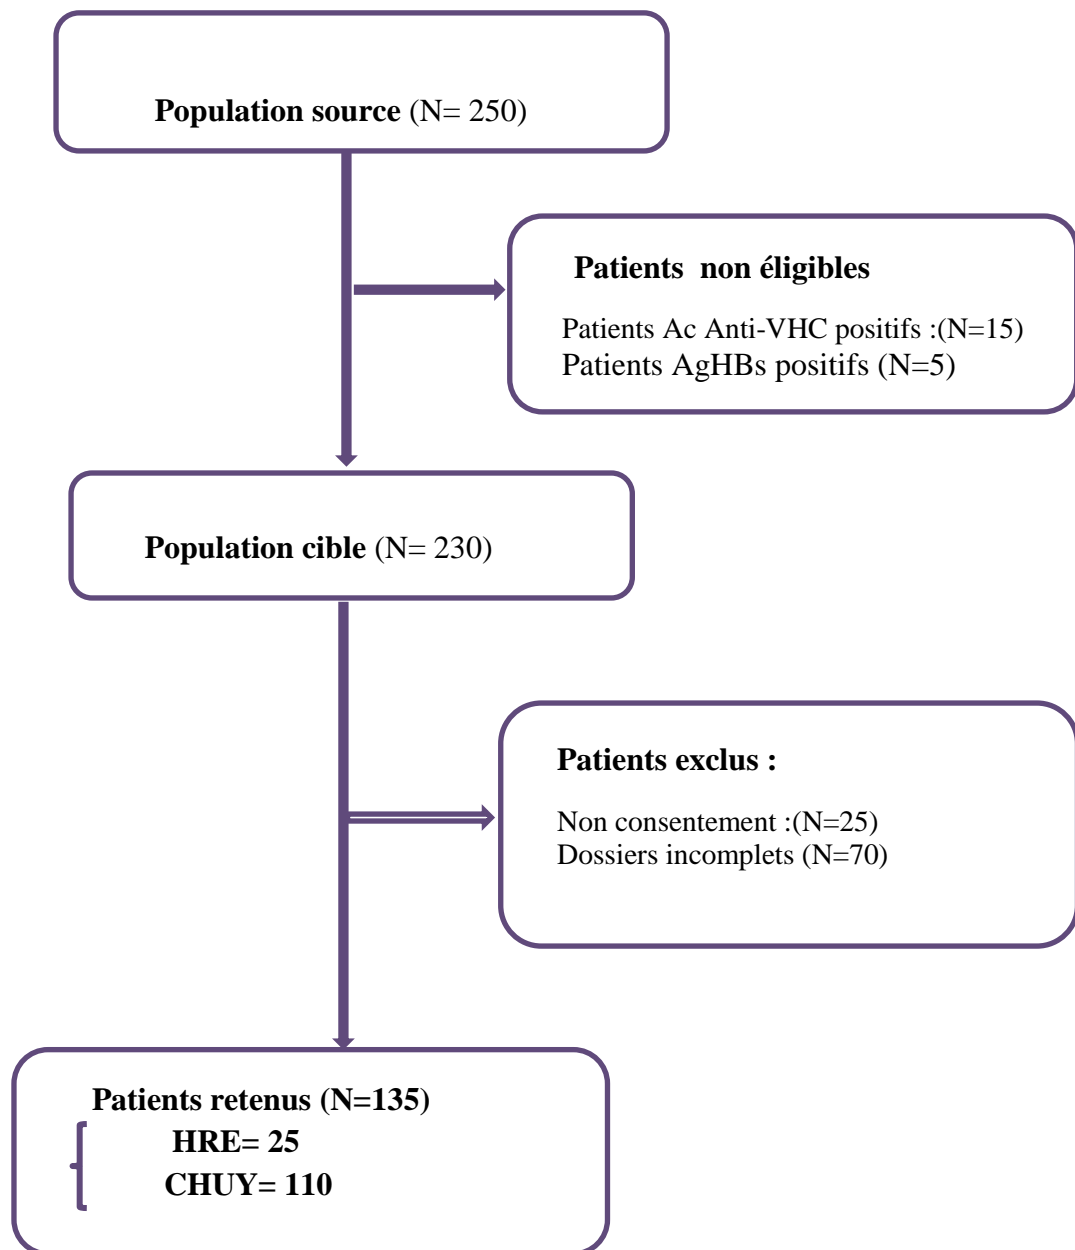 Population source (N= 250)
Patients non éligibles
Patients Ac Anti-VHC positifs :(N=15)
Patients AgHBs positifs (N=5)
Population cible (N= 230)
Patients exclus :
Non consentement :(N=25)
Dossiers incomplets (N=70)
Patients retenus (N=135)
HRE= 25
CHUY= 110